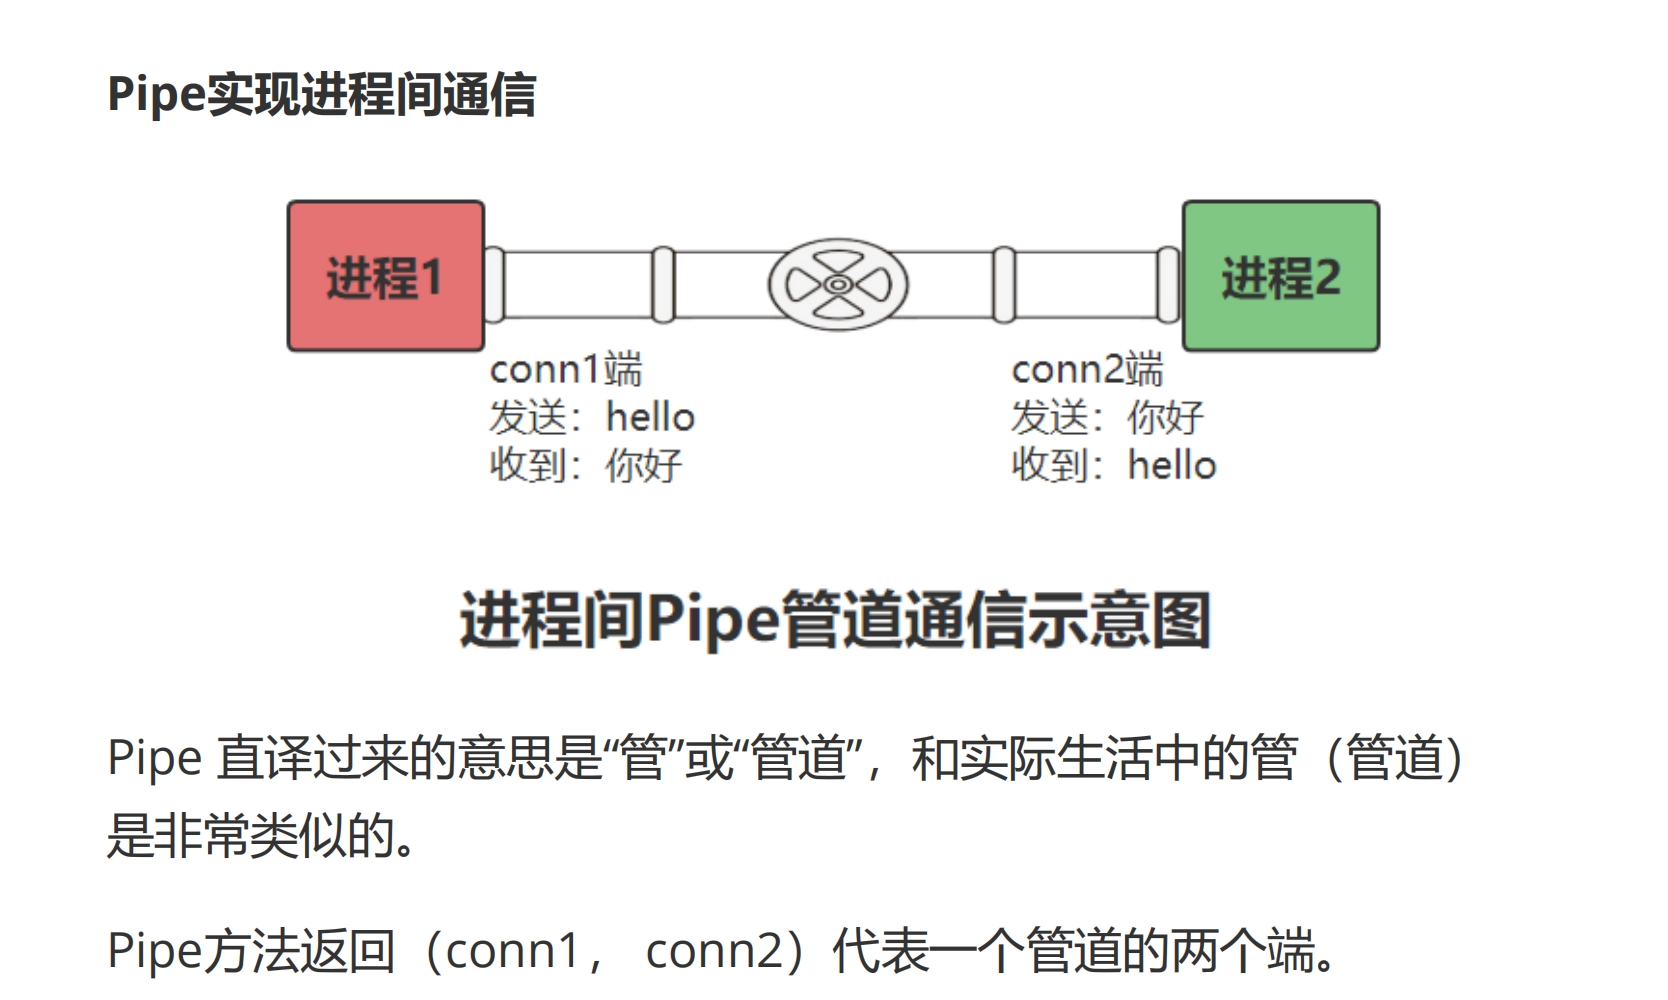 Pipe实现进程间通信
进程1
进程2
conn1端
发送：hello
收到：你好
conn2端
发送：你好
收到：hello
进程间Pipe管道通信示意图
Pipe 直译过来的意思是“管”或“管道”，和实际生活中的管（管道）
是非常类似的。
Pipe方法返回（conn1， conn2）代表一个管道的两个端。